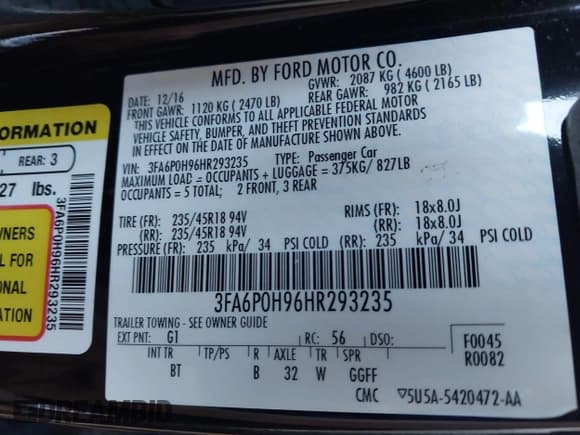 MFD. BY FORD MOTOR CO.
DATE: 12/16
GVWR: 2087 KG ( 4600 LB)
FRONT GAWR: 1120 KG ( 2470 LB)
REAR GAWR: 982 KG ( 2165 LB)
THIS VEHICLE CONFORMS TO ALL APPLICABLE FEDERAL MOTOR
VEHICLE SAFETY, BUMPER, AND THEFT PREVENTION STANDARDS
IN EFFECT ON THE DATE OF MANUFACTURE SHOWN ABOVE.
VIN: 3FA6P0H96HR293235 TYPE: Passenger Car
MAXIMUM LOAD = OCCUPANTS + LUGGAGE = 375KG/ 827LB
OCCUPANTS = 5 TOTAL; 2 FRONT, 3 REAR
TIRE (FR): 235/45R18 94V RIMS (FR): 18x8.0J
(RR): 235/45R18 94V (RR): 18x8.0J
PRESSURE (FR): 235 kPa/ 34 PSI COLD (RR): 235 kPa/ 34 PSI COLD
3FA6P0H96HR293235
TRAILER TOWING - SEE OWNER GUIDE
EXT PNT: G1 RC: 56 DSO: F0045
R0082
INT TR TP/PS R AXLE TR SPR
BT B 32 W GGFF
CMC ▽5U5A-5420472-AA
FORMATION
REAR: 3
27 lbs.
WNERS
L FOR
ONAL
ATION
3FA6P0H96HR293235
DREAMBID